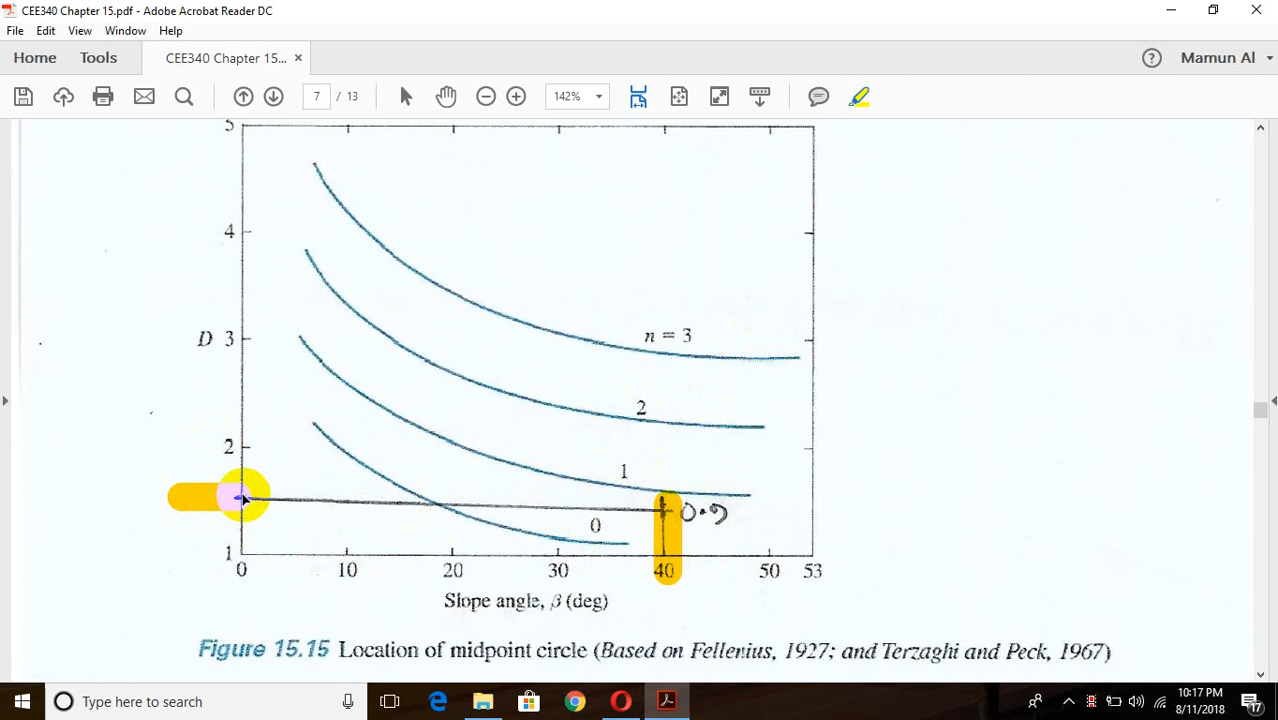 CEE340 Chapter 15.pdf - Adobe Acrobat Reader DC
File Edit View Window Help
Home Tools CEE340 Chapter 15... × Mamun Al
7 / 13 142%
5
4
D 3
n = 3
2
2
1
0.9
0
1
0 10 20 30 40 50 53
Slope angle, β (deg)
Figure 15.15 Location of midpoint circle (Based on Fellenius, 1927; and Terzaghi and Peck, 1967)
Type here to search
10:17 PM
8/11/2018
17